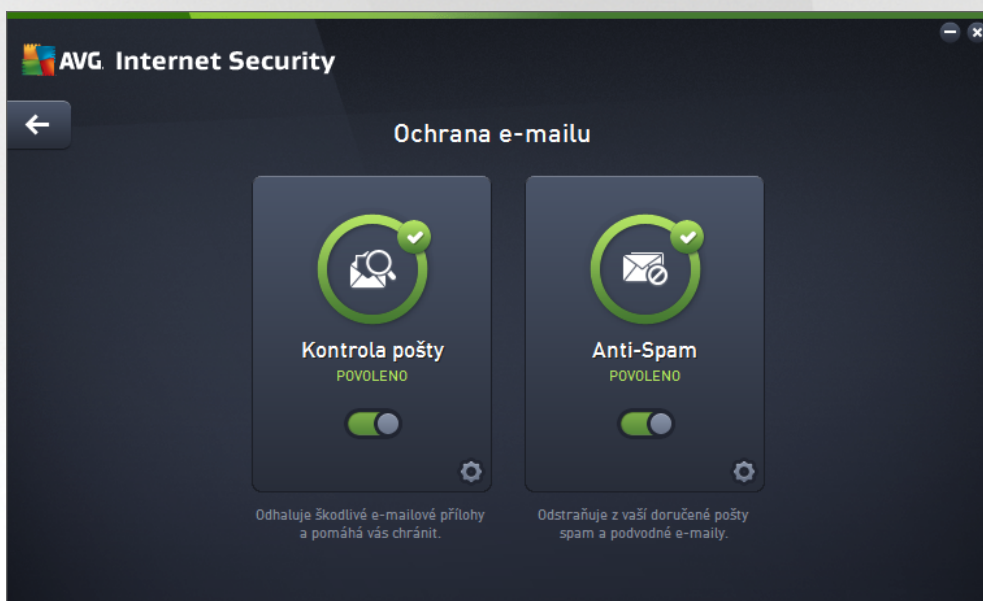 AVG. Internet Security
Ochrana e-mailu
Kontrola pošty
POVOLENO
Odhaluje škodlivé e-mailové přílohy
a pomáhá vás chránit.
Anti-Spam
POVOLENO
Odstraňuje z vaší doručené pošty
spam a podvodné e-maily.